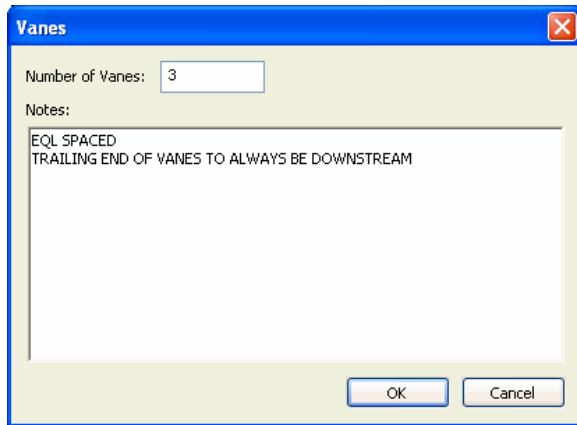 Vanes
Number of Vanes: 3
Notes:
EQL SPACED
TRAILING END OF VANES TO ALWAYS BE DOWNSTREAM
OK Cancel